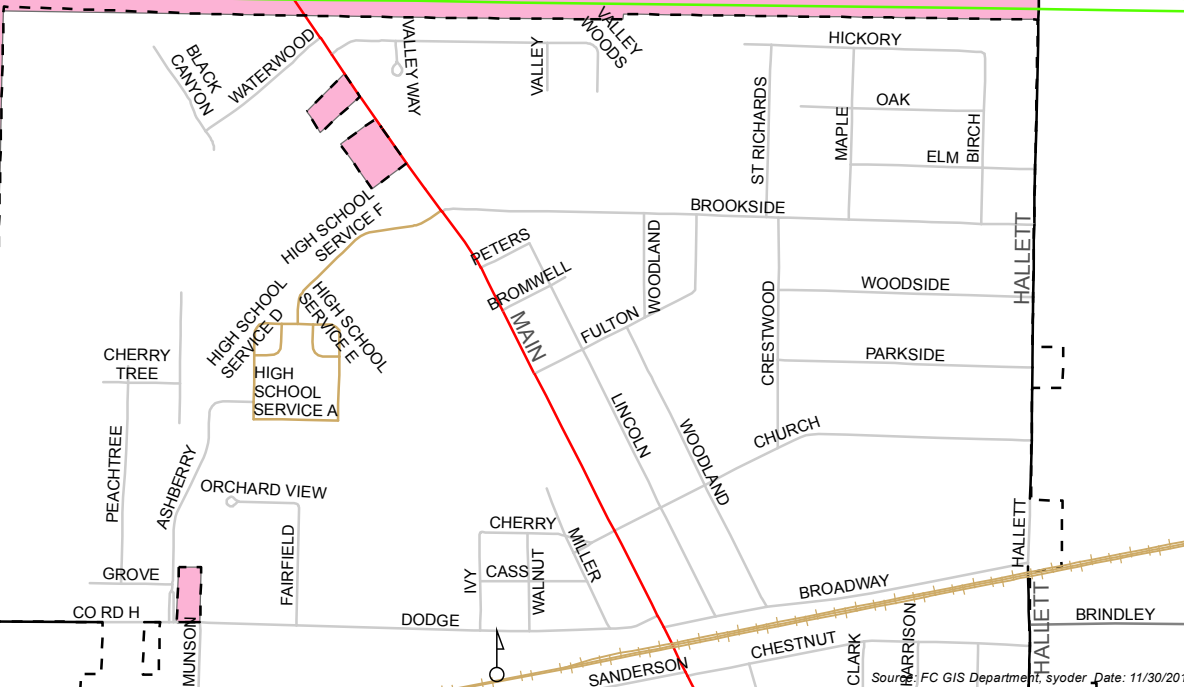 VALLEY
WOODS
HICKORY
BLACK
CANYON
WATERWOOD
VALLEY WAY
VALLEY
ST RICHARDS
OAK
MAPLE
BIRCH
ELM
HIGH SCHOOL
SERVICE F
BROOKSIDE
PETERS
WOODLAND
HALLETT
BROMWELL
WOODSIDE
HIGH SCHOOL
SERVICE D
HIGH SCHOOL
SERVICE E
MAIN
FULTON
CRESTWOOD
CHERRY
TREE
PARKSIDE
HIGH
SCHOOL
SERVICE A
LINCOLN
WOODLAND
CHURCH
PEACHTREE
ASHBERRY
ORCHARD VIEW
FAIRFIELD
CHERRY
MILLER
HALLETT
GROVE
IVY
CASS
WALNUT
BROADWAY
CO RD H
DODGE
HALLETT
BRINDLEY
MUNSON
SANDERSON
CHESTNUT
CLARK
Source: FC GIS Department, syoder Date: 11/30/201